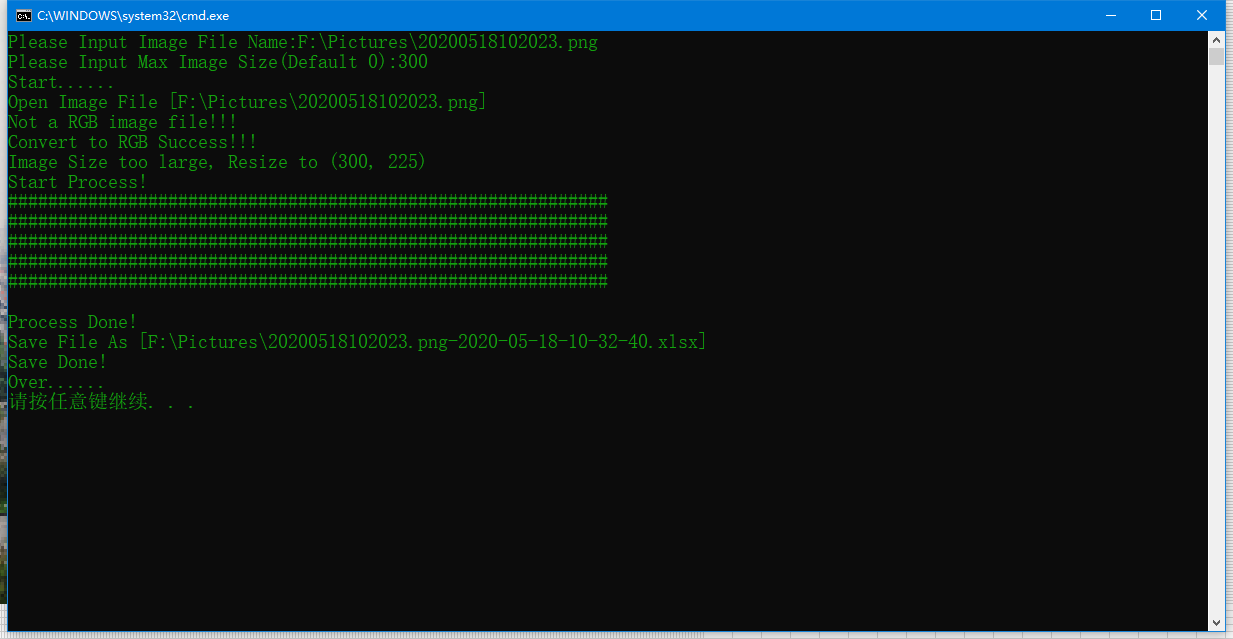 C:\WINDOWS\system32\cmd.exe
Please Input Image File Name:F:\Pictures\20200518102023.png
Please Input Max Image Size(Default 0):300
Start......
Open Image File [F:\Pictures\20200518102023.png]
Not a RGB image file!!!
Convert to RGB Success!!!
Image Size too large, Resize to (300, 225)
Start Process!
############################################################
############################################################
############################################################
############################################################
############################################################
Process Done!
Save File As [F:\Pictures\20200518102023.png-2020-05-18-10-32-40.xlsx]
Save Done!
Over......
请按任意键继续. . .